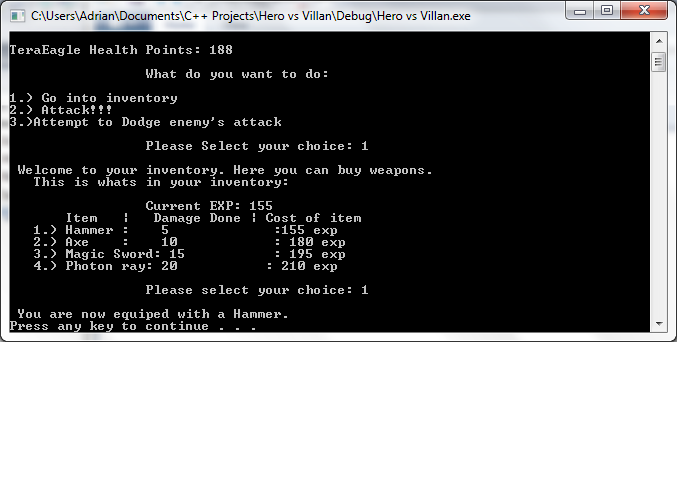 C:\Users\Adrian\Documents\C++ Projects\Hero vs Villan\Debug\Hero vs Villan.exe
TeraEagle Health Points: 188
What do you want to do:
1.) Go into inventory
2.) Attack!!!
3.)Attempt to Dodge enemy's attack
Please Select your choice: 1
Welcome to your inventory. Here you can buy weapons.
This is whats in your inventory:
Current EXP: 155
Item | Damage Done | Cost of item
1.) Hammer : 5 :155 exp
2.) Axe : 10 : 180 exp
3.) Magic Sword: 15 : 195 exp
4.) Photon ray: 20 : 210 exp
Please select your choice: 1
You are now equiped with a Hammer.
Press any key to continue . . .